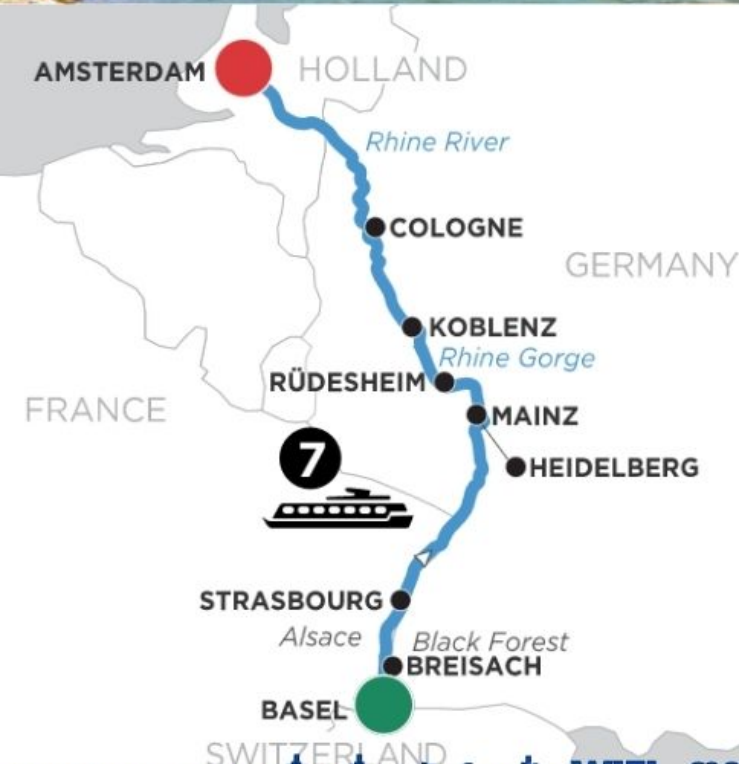 AMSTERDAM
HOLLAND
Rhine River
COLOGNE
GERMANY
KOBLENZ
Rhine Gorge
RÜDESHEIM
FRANCE
MAINZ
7
HEIDELBERG
STRASBOURG
Alsace
Black Forest
BREISACH
BASEL
SWITZERLAND